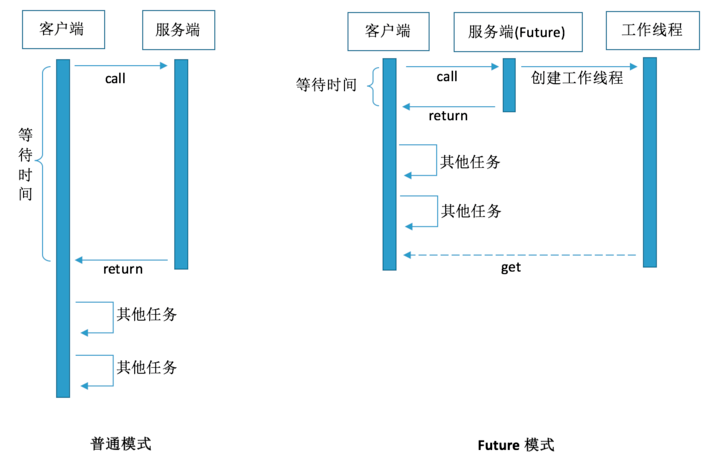 客户端
服务端
call
等待时间
return
其他任务
其他任务
普通模式
客户端
服务端(Future)
工作线程
等待时间
call
创建工作线程
return
其他任务
其他任务
get
Future 模式